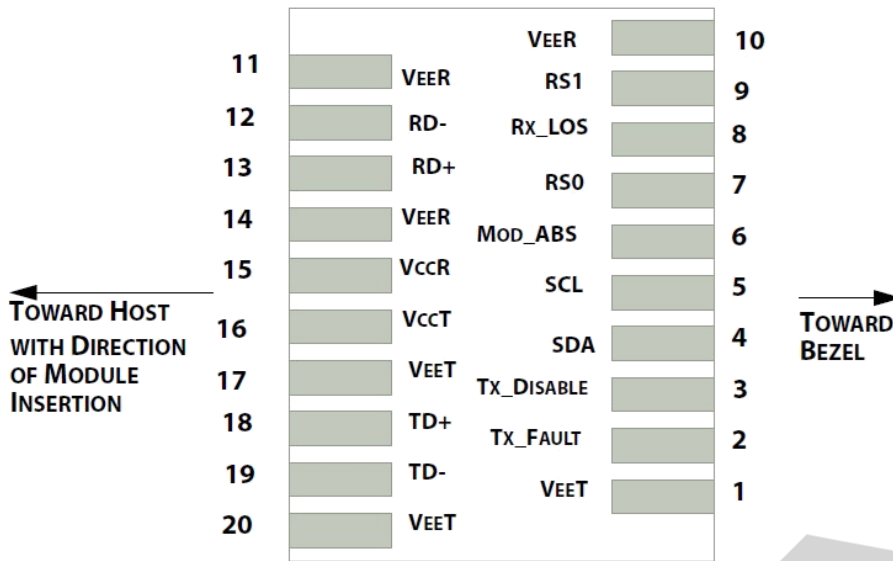 VEER 10
11 VEER RS1 9
12 RD- RX_LOS 8
13 RD+ RS0 7
14 VEER MOD_ABS 6
15 VCCR SCL 5
TOWARD HOST
WITH DIRECTION
OF MODULE
INSERTION
16 VCCT SDA 4
TOWARD
BEZEL
17 VEET TX_DISABLE 3
18 TD+ TX_FAULT 2
19 TD- VEET 1
20 VEET